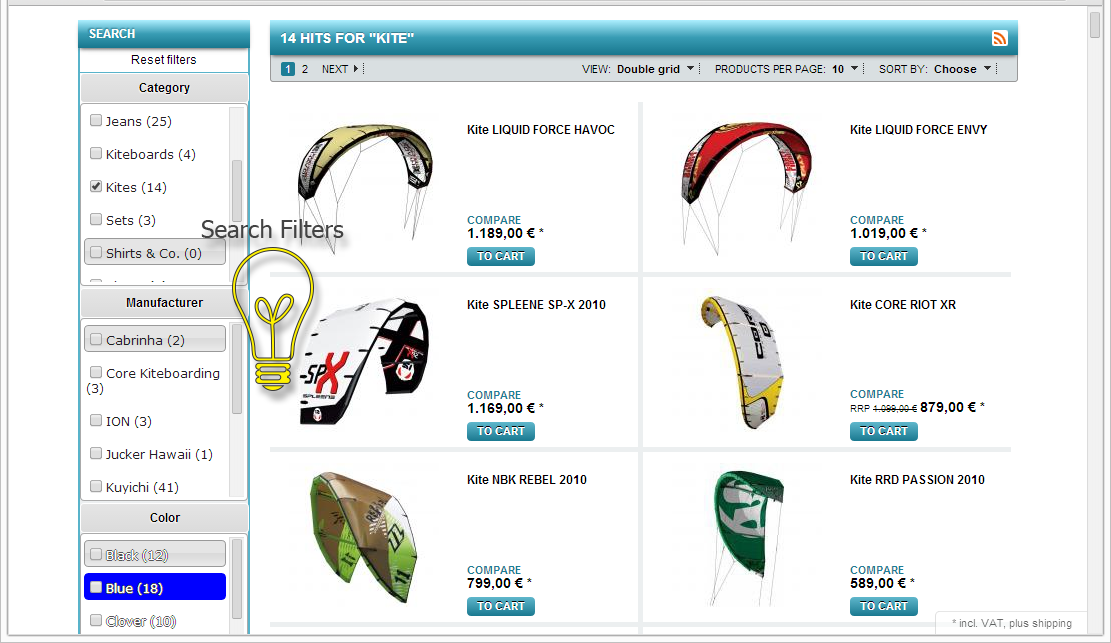 SEARCH
Reset filters
Category
Jeans (25)
Kiteboards (4)
Kites (14)
Sets (3)
Shirts & Co. (0)
Manufacturer
Cabrinha (2)
Core Kiteboarding
(3)
ION (3)
Jucker Hawaii (1)
Kuyichi (41)
Color
Black (12)
Blue (18)
Clover (10)
Search Filters
14 HITS FOR "KITE"
1 2 NEXT VIEW: Double grid PRODUCTS PER PAGE: 10 SORT BY: Choose
Kite LIQUID FORCE HAVOC
COMPARE
1.189,00 € *
TO CART
Kite LIQUID FORCE ENVY
COMPARE
1.019,00 € *
TO CART
Kite SPLEENE SP-X 2010
SPX
SPLEENE
COMPARE
1.169,00 € *
TO CART
Kite CORE RIOT XR
CORE
COMPARE
RRP 1.099,00 € 879,00 € *
TO CART
Kite NBK REBEL 2010
11
11
COMPARE
799,00 € *
TO CART
Kite RRD PASSION 2010
COMPARE
589,00 € *
TO CART
* incl. VAT, plus shipping